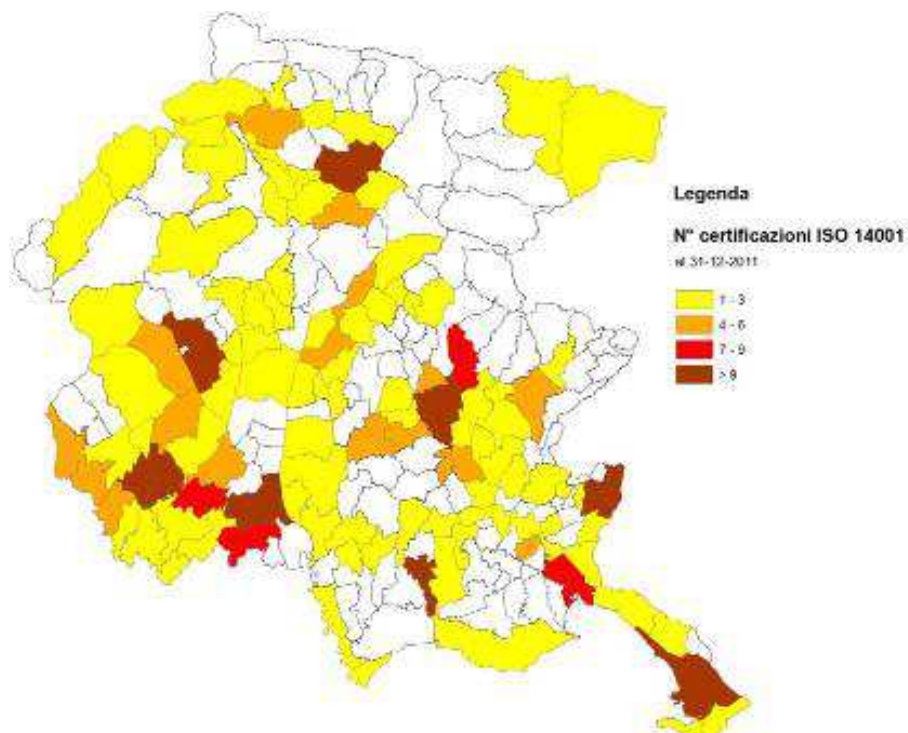 Legenda
N° certificazioni ISO 14001
al 31-12-2011
1 - 3
4 - 6
7 - 9
> 9